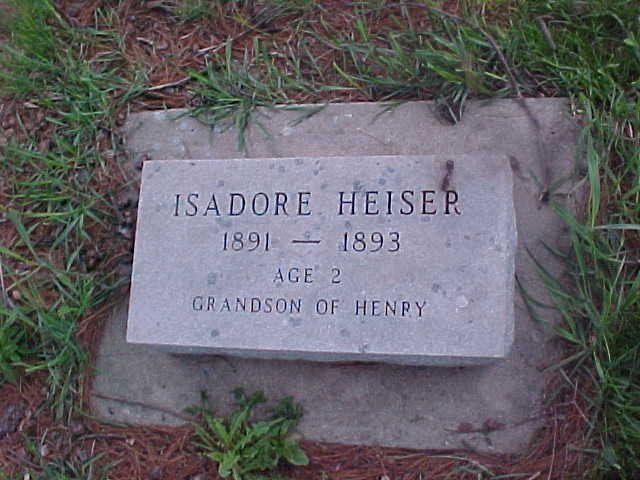 ISADORE HEISER
1891 — 1893
AGE 2
GRANDSON OF HENRY